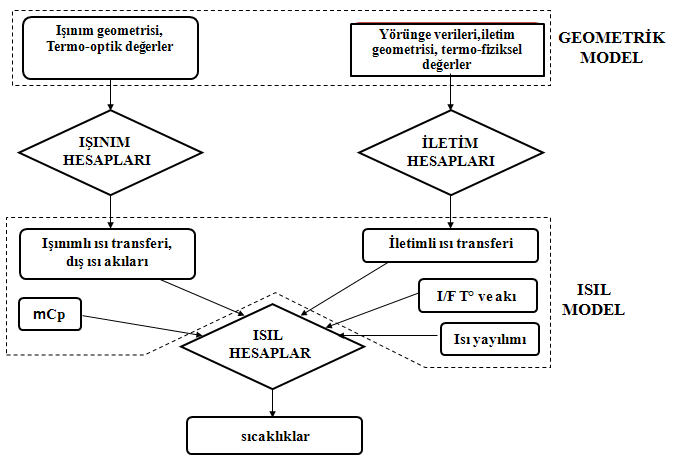 Işınım geometrisi,
Termo-optik değerler
Yörünge verileri,iletim
geometrisi, termo-fiziksel
değerler
GEOMETRİK
MODEL
IŞINIM
HESAPLARI
İLETİM
HESAPLARI
Işınımlı ısı transferi,
dış ısı akıları
İletimli ısı transferi
mCp
I/F T° ve akı
Isı yayılımı
ISIL
MODEL
ISIL
HESAPLAR
sıcaklıklar